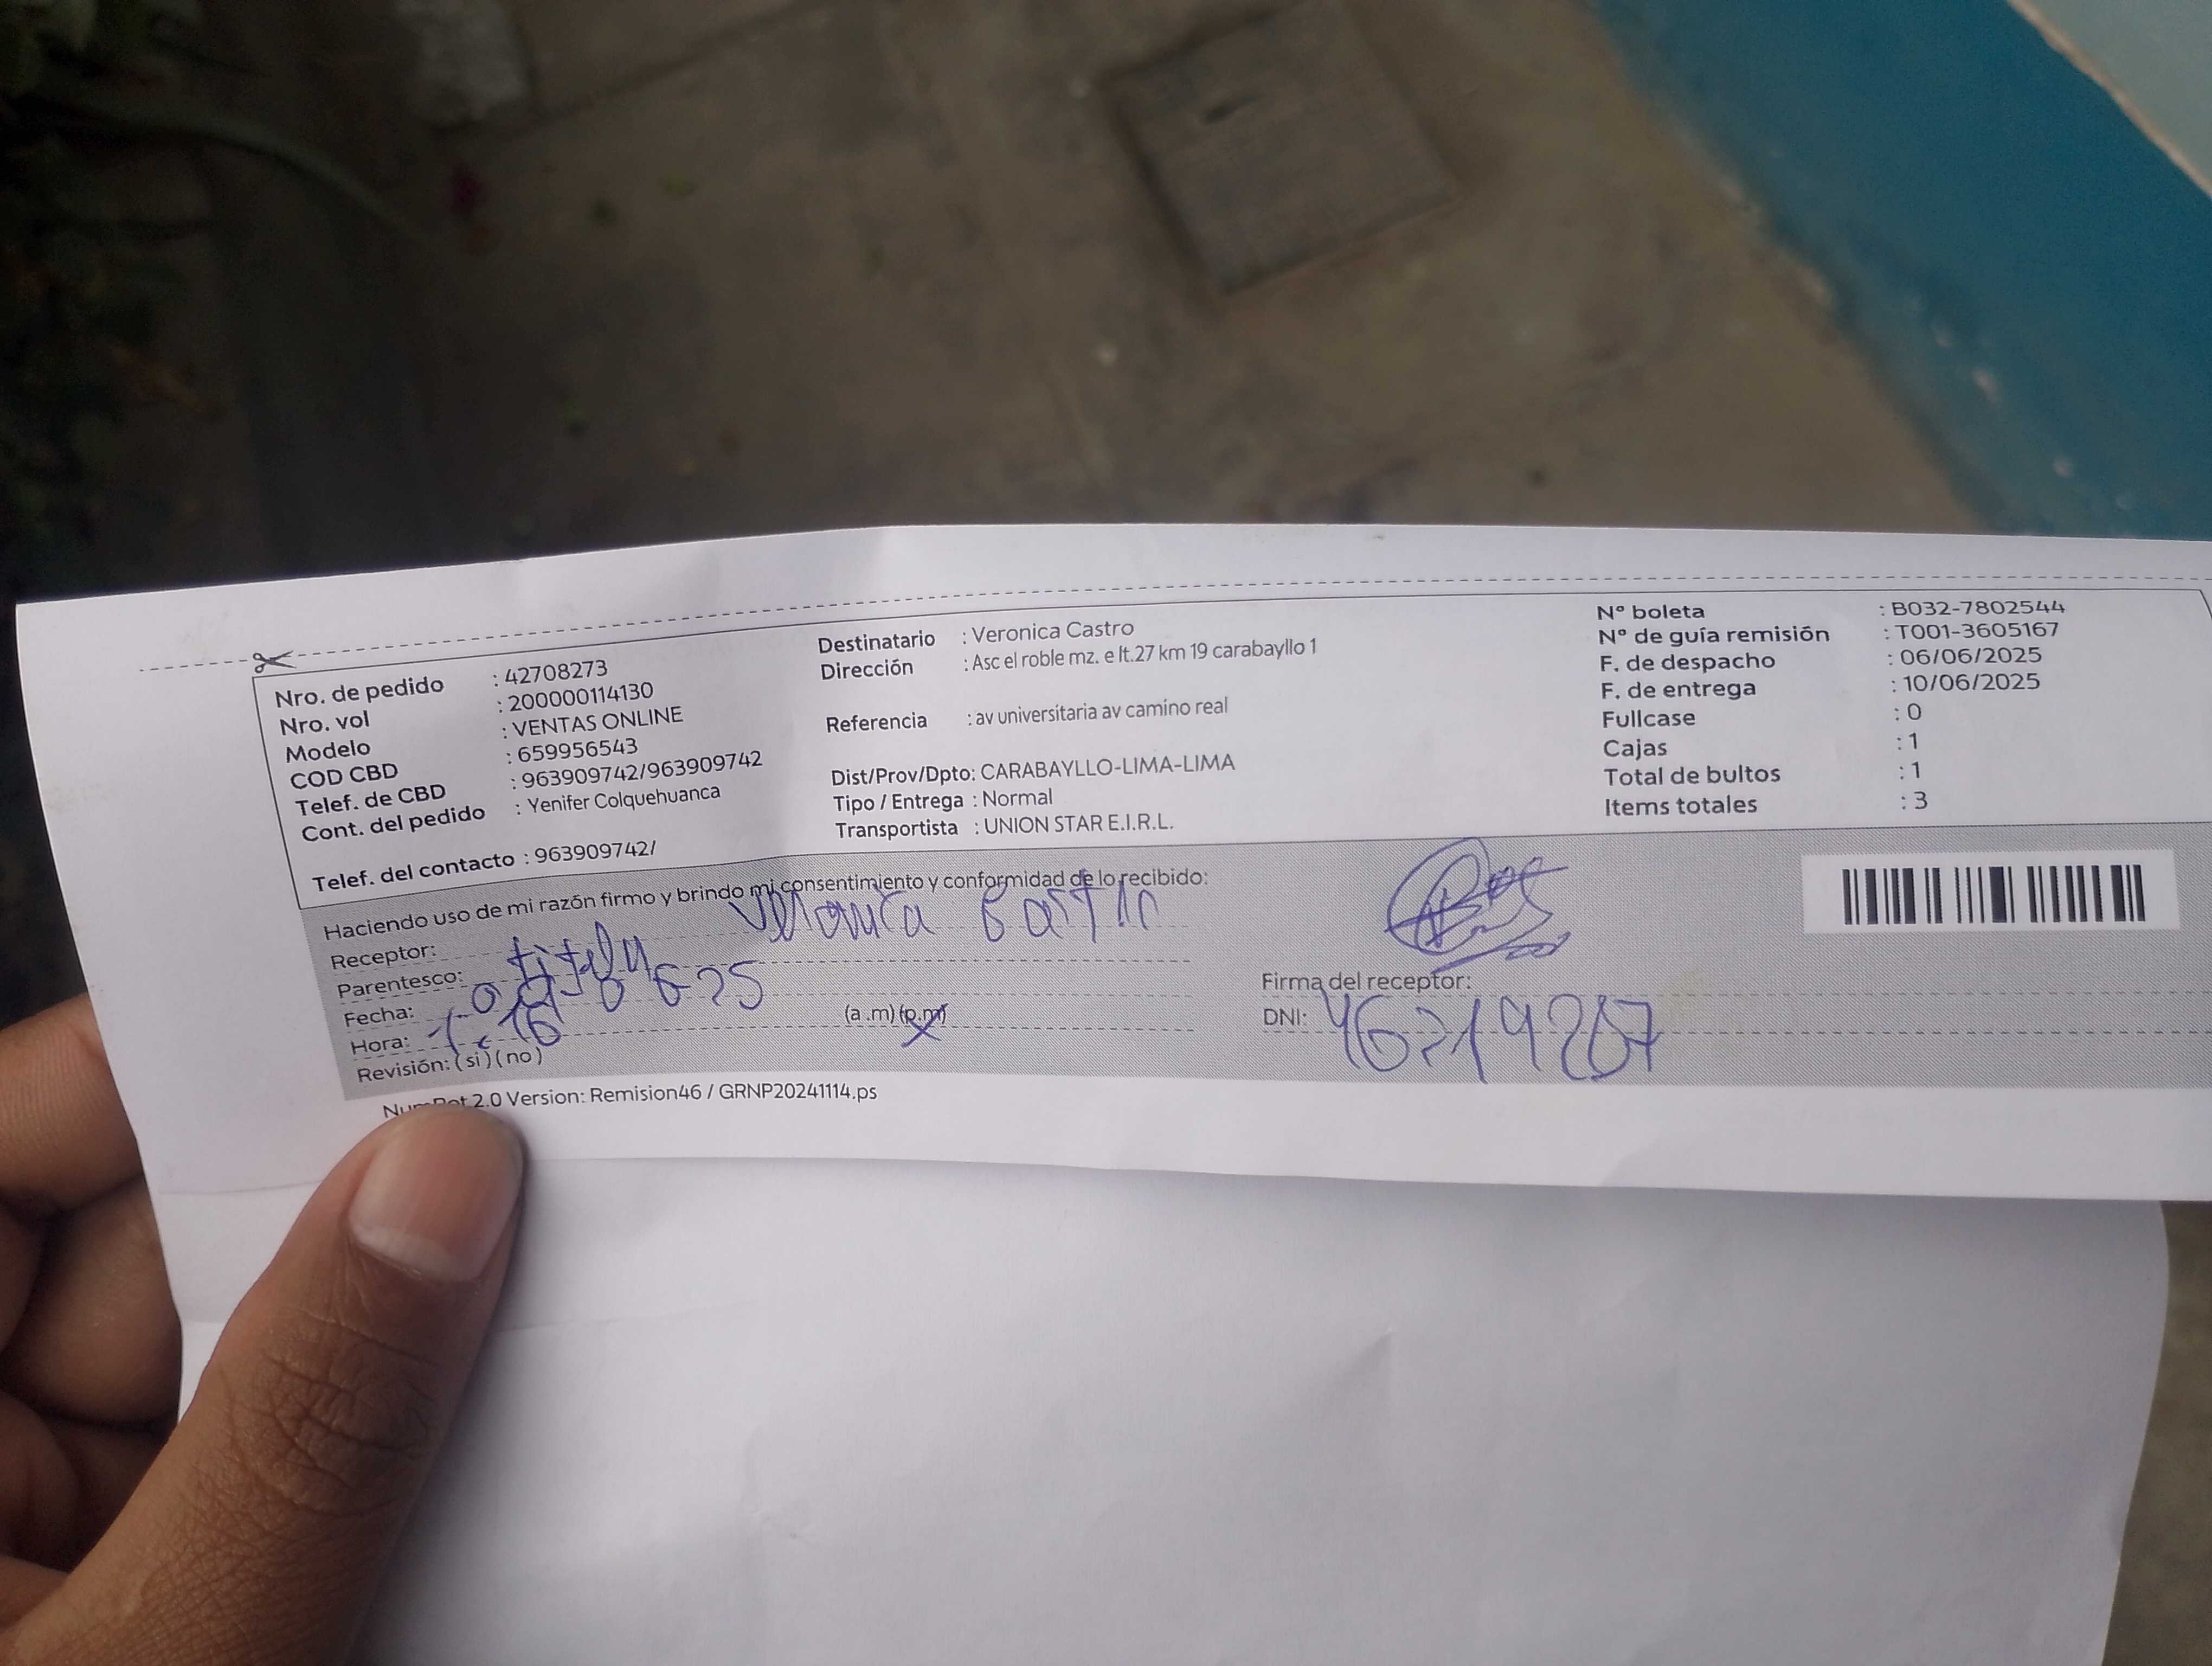 Nro. de pedido : 42708273
Nro. vol : 200000114130
Modelo : VENTAS ONLINE
COD CBD : 659956543
Telef. de CBD : 963909742/963909742
Cont. del pedido : Yenifer Colquehuanca
Telef. del contacto : 963909742/
Destinatario : Veronica Castro
Dirección : Asc el roble mz. e lt.27 km 19 carabayllo 1
Referencia : av universitaria av camino real
Dist/Prov/Dpto: CARABAYLLO-LIMA-LIMA
Tipo / Entrega : Normal
Transportista : UNION STAR E.I.R.L.
Nº boleta : B032-7802544
Nº de guía remisión : T001-3605167
F. de despacho : 06/06/2025
F. de entrega : 10/06/2025
Fullcase : 0
Cajas : 1
Total de bultos : 1
Items totales : 3
Haciendo uso de mi razón firmo y brindo mi consentimiento y conformidad de lo recibido:
Receptor: Veronica Castro
Parentesco:
Fecha:
Hora: 1:16 (a.m)(p.m)
Revisión: (si)(no)
Firma del receptor:
DNI:
2.0 Version: Remision46 / GRNP20241114.ps